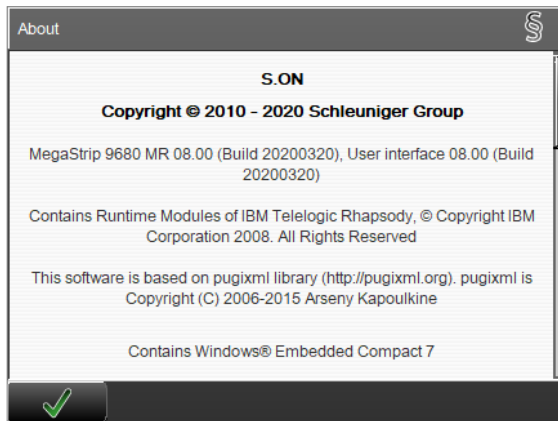 About
§
S.ON
Copyright © 2010 - 2020 Schleuniger Group
MegaStrip 9680 MR 08.00 (Build 20200320), User interface 08.00 (Build
20200320)
Contains Runtime Modules of IBM Telelogic Rhapsody, © Copyright IBM
Corporation 2008. All Rights Reserved
This software is based on pugixml library (http://pugixml.org). pugixml is
Copyright (C) 2006-2015 Arseny Kapoulkine
Contains Windows® Embedded Compact 7